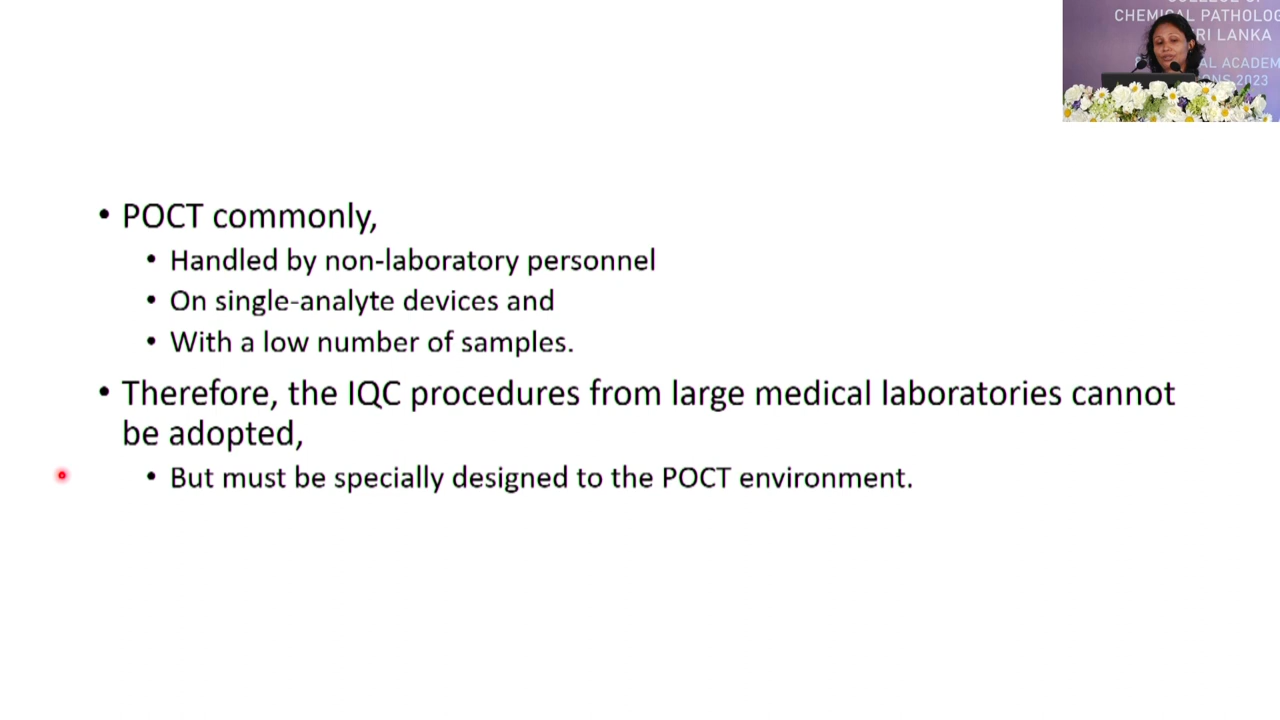 CHEMICAL PATHOLOG
RI LANKA
AL ACADEM
ONS 2023
• POCT commonly,
• Handled by non-laboratory personnel
• On single-analyte devices and
• With a low number of samples.
• Therefore, the IQC procedures from large medical laboratories cannot
be adopted,
• But must be specially designed to the POCT environment.